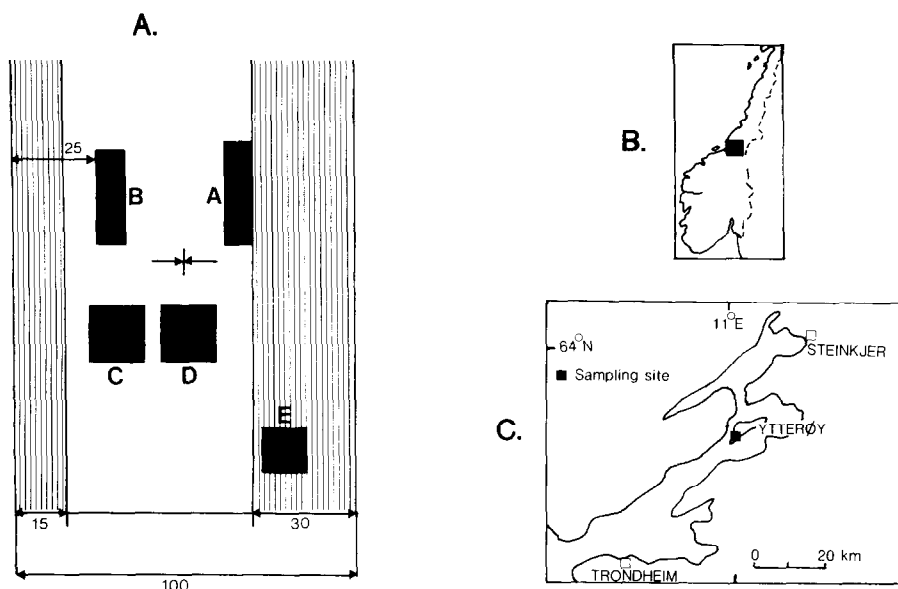 A.
25
B
A
C
D
E
15
30
100
B.
C.
11°E
64°N
STEINKJER
Sampling site
YTTERØY
0 20 km
TRONDHEIM